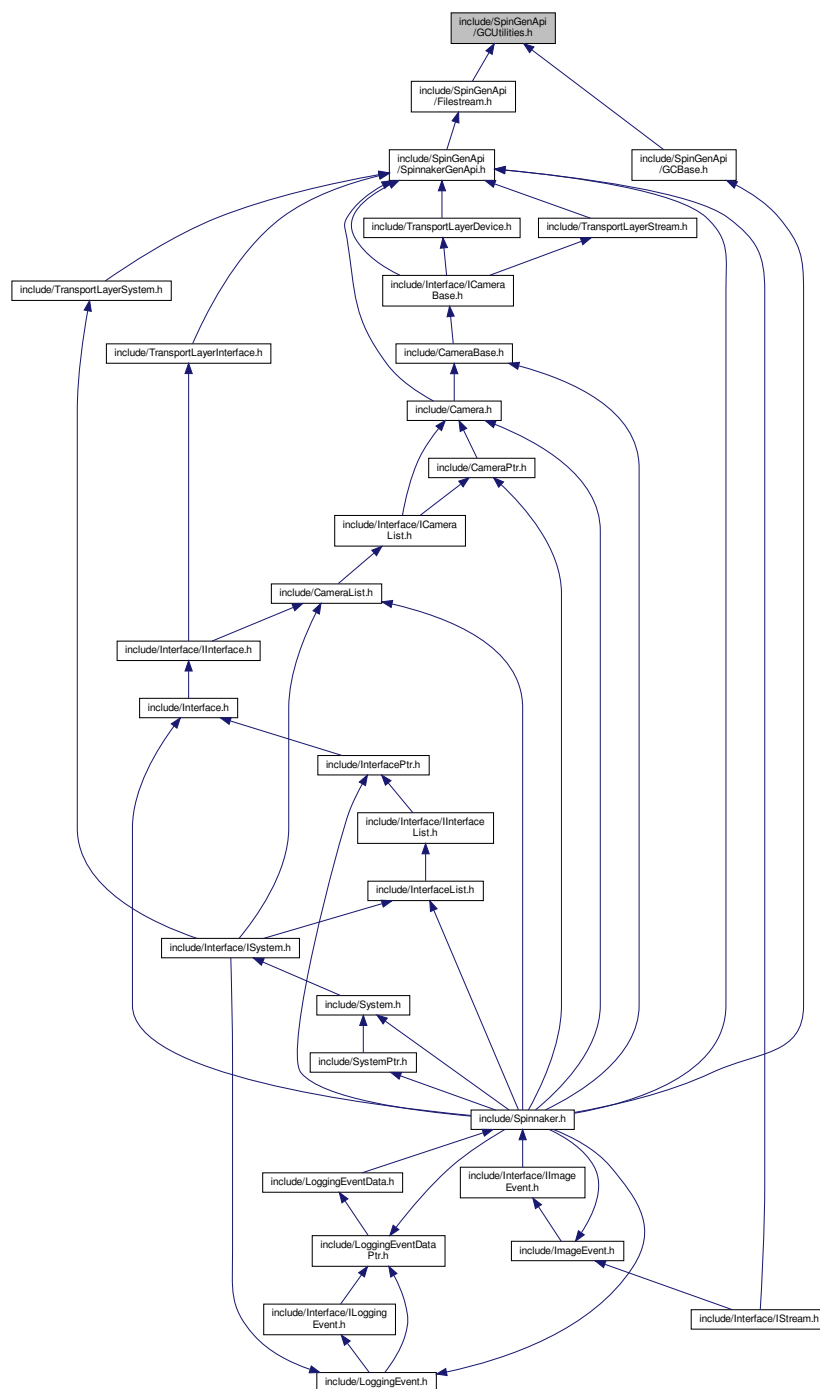 include/SpinGenApi
/GCUtilities.h
include/SpinGenApi
/Filestream.h
include/SpinGenApi
/SpinnakerGenApi.h
include/SpinGenApi
/GCBase.h
include/TransportLayerDevice.h
include/TransportLayerStream.h
include/TransportLayerSystem.h
include/Interface/ICamera
Base.h
include/TransportLayerInterface.h
include/CameraBase.h
include/Camera.h
include/CameraPtr.h
include/Interface/ICamera
List.h
include/CameraList.h
include/Interface/IInterface.h
include/Interface.h
include/InterfacePtr.h
include/Interface/IInterface
List.h
include/InterfaceList.h
include/Interface/ISystem.h
include/System.h
include/SystemPtr.h
include/Spinnaker.h
include/LoggingEventData.h
include/Interface/IImage
Event.h
include/LoggingEventData
Ptr.h
include/ImageEvent.h
include/Interface/ILogging
Event.h
include/Interface/IStream.h
include/LoggingEvent.h